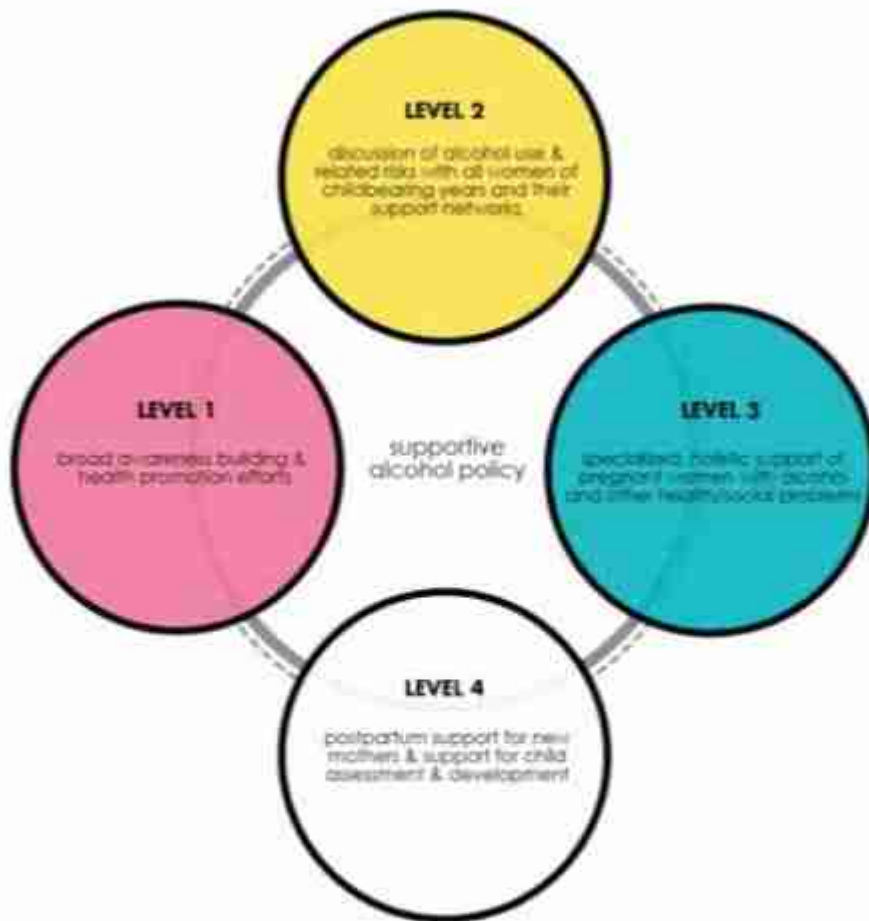 LEVEL 2
discussion of alcohol use &
related risks with all women of
childbearing years and their
support networks
LEVEL 1
broad awareness building &
health promotion efforts
supportive
alcohol policy
LEVEL 3
specialized, holistic support of
pregnant women with alcohol
and other health/social problems
LEVEL 4
postpartum support for new
mothers & support for child
assessment & development